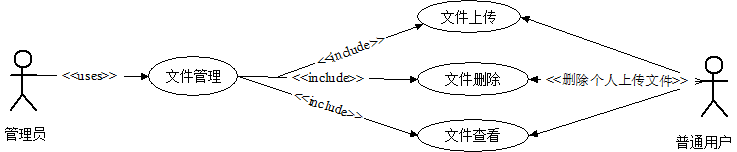 文件上传
<<include>>
<<uses>>
文件管理
<<include>>
文件删除
<<删除个人上传文件>>
<<include>>
管理员
文件查看
普通用户